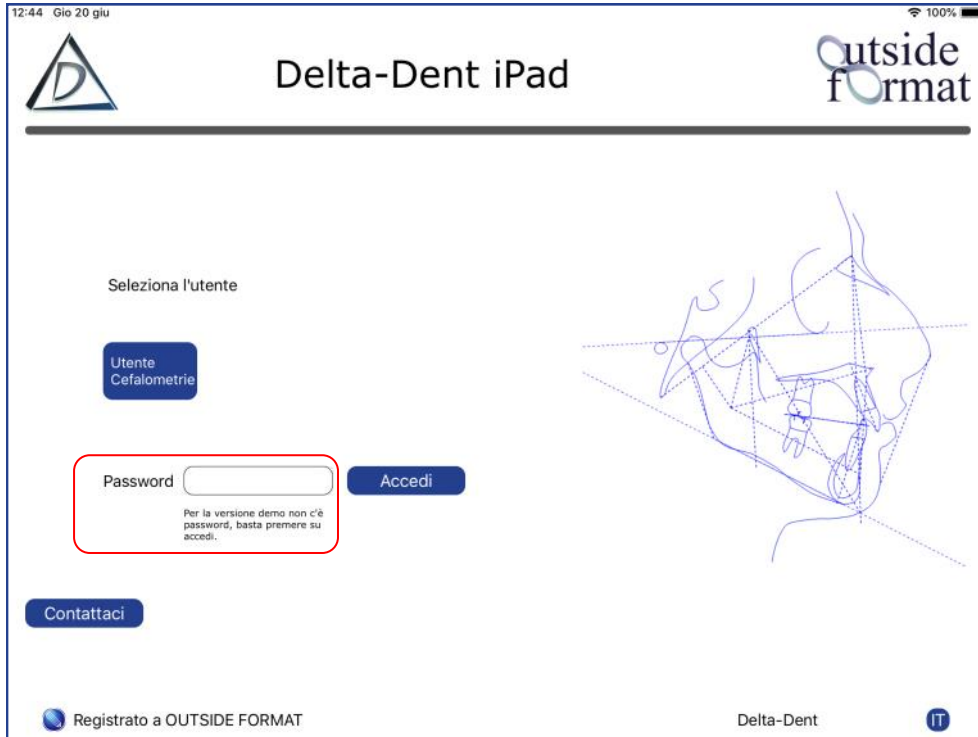 12:44 Gio 20 giu
100%
D
Delta-Dent iPad
Outside
fOrmat
Seleziona l'utente
Utente
Cefalometrie
Password
Accedi
Per la versione demo non c'è
password, basta premere su
accedi.
Contattaci
Registrato a OUTSIDE FORMAT
Delta-Dent
IT